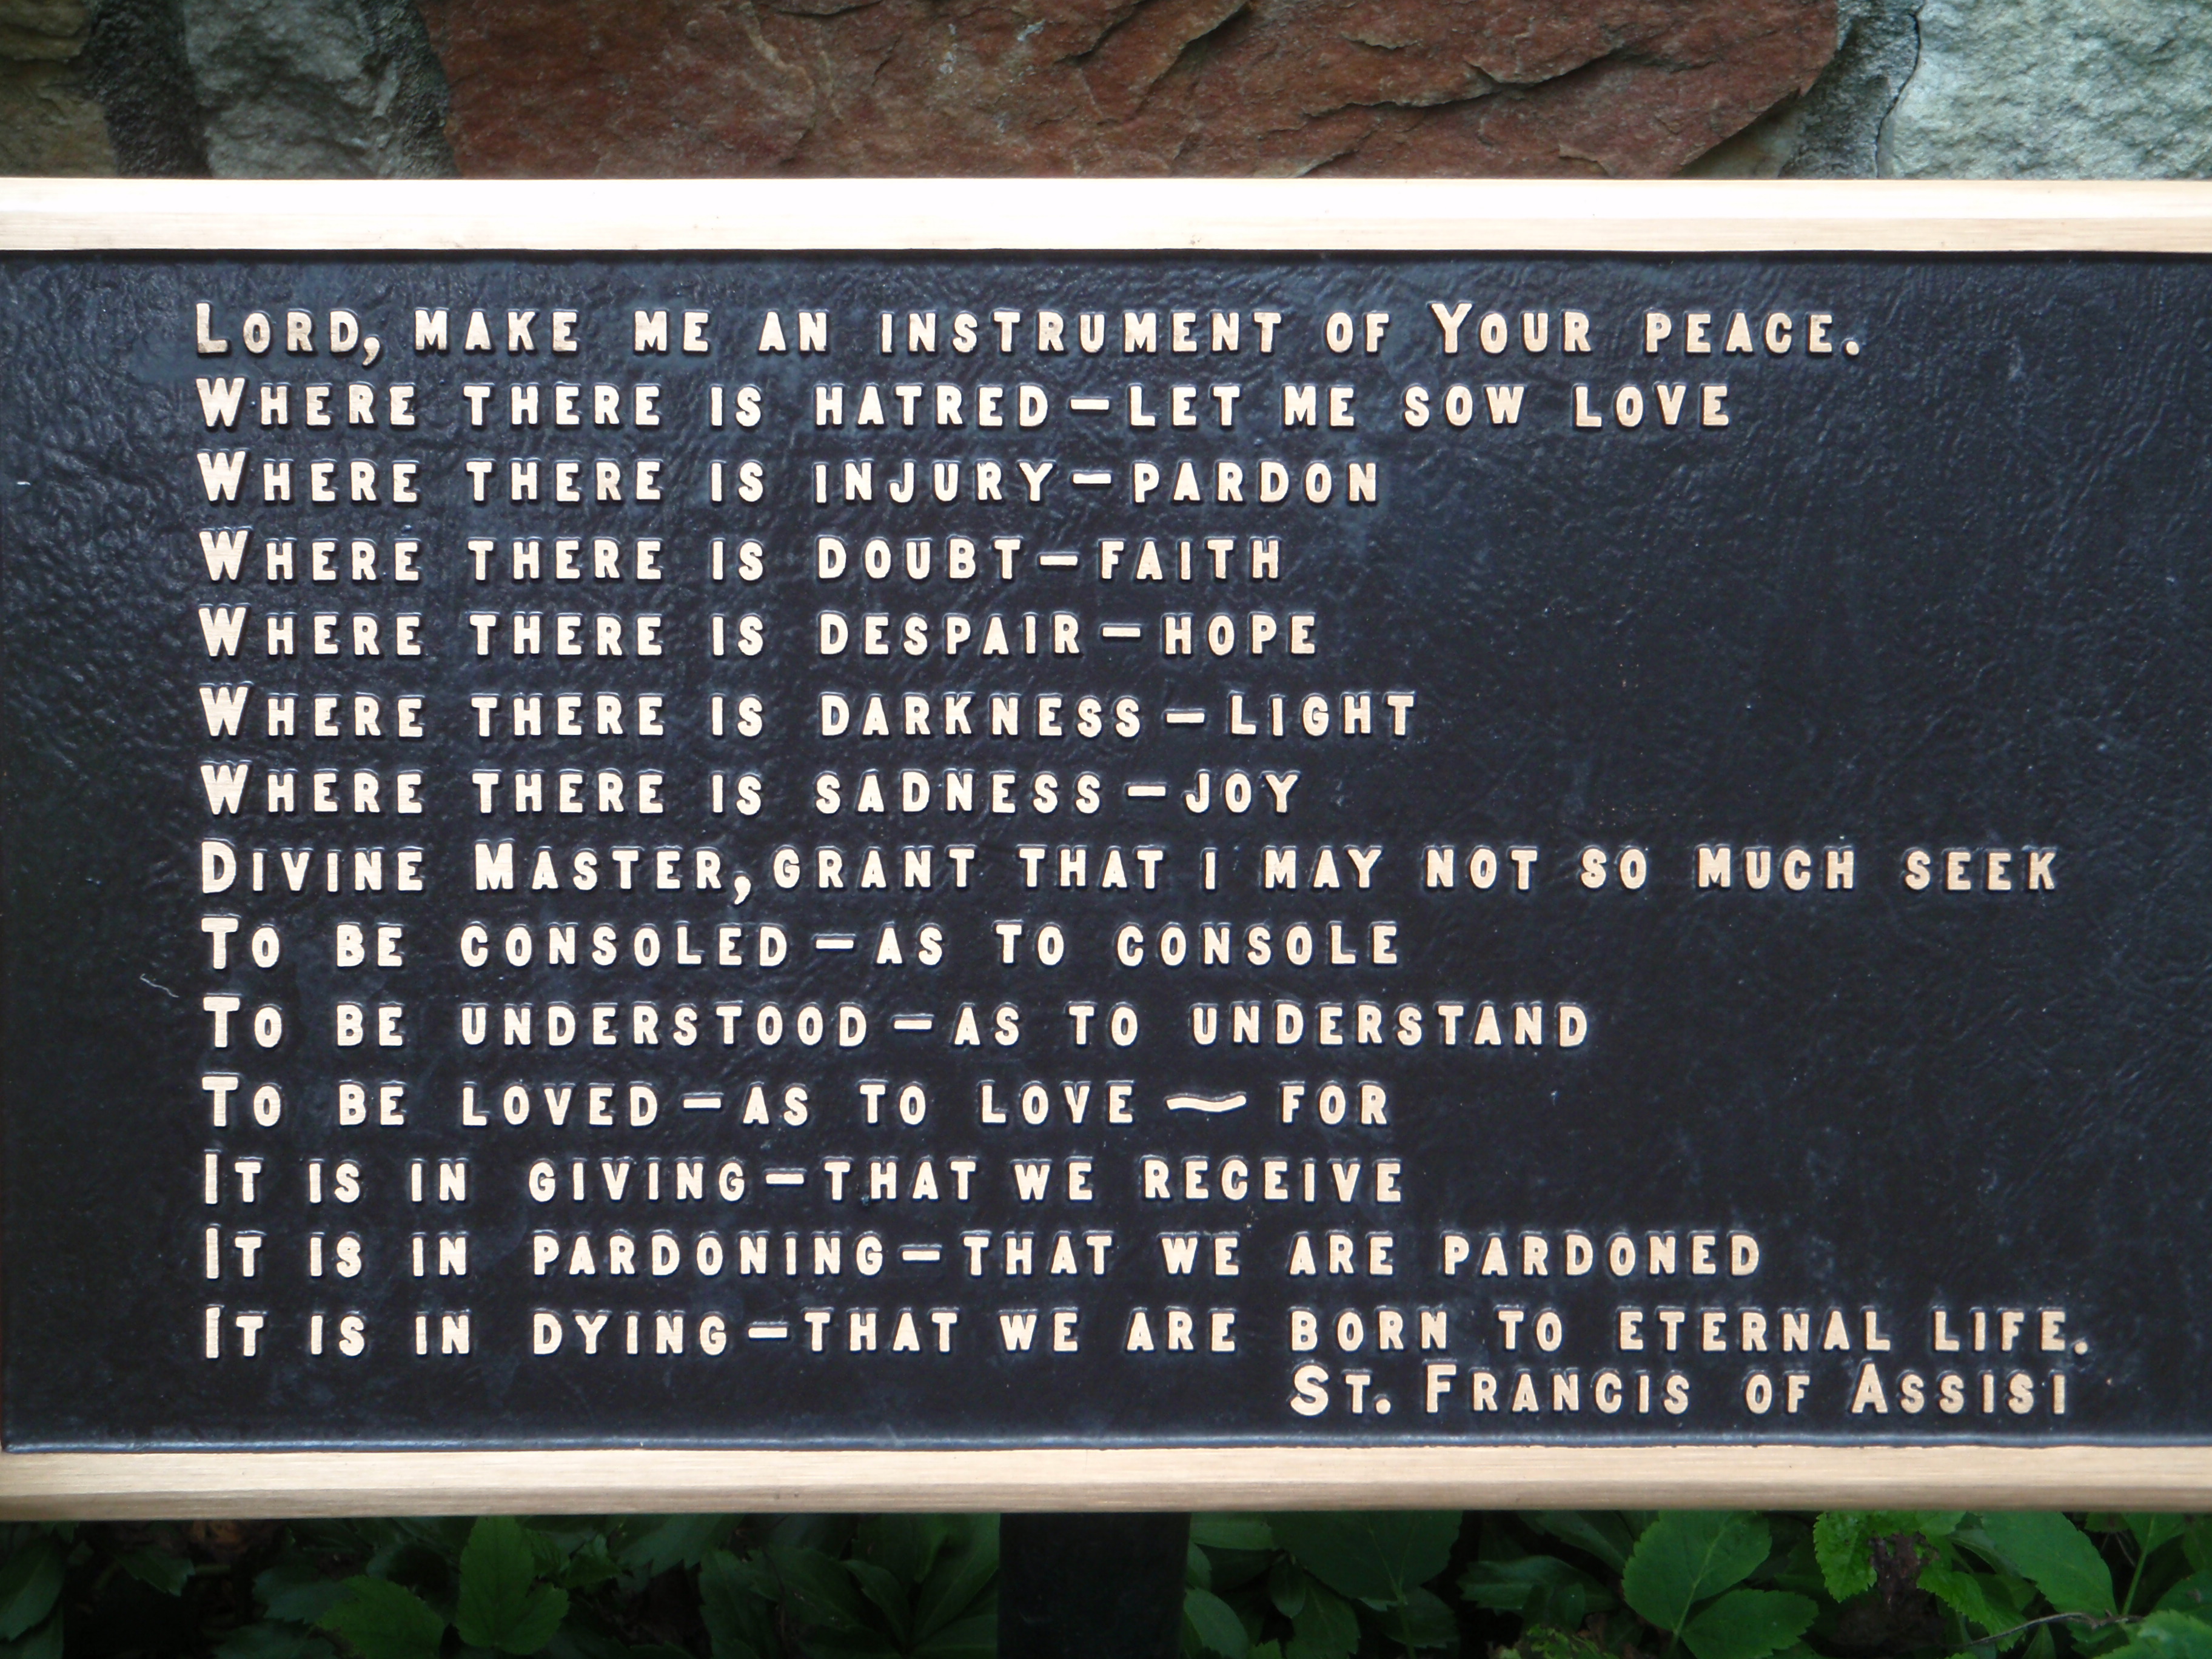 Lord, make me an instrument of Your peace.
Where there is hatred—let me sow love
Where there is injury—pardon
Where there is doubt—faith
Where there is despair—hope
Where there is darkness—light
Where there is sadness—joy
Divine Master, grant that I may not so much seek
To be consoled—as to console
To be understood—as to understand
To be loved—as to love — for
It is in giving—that we receive
It is in pardoning—that we are pardoned
It is in dying—that we are born to eternal life.
St. Francis of Assisi